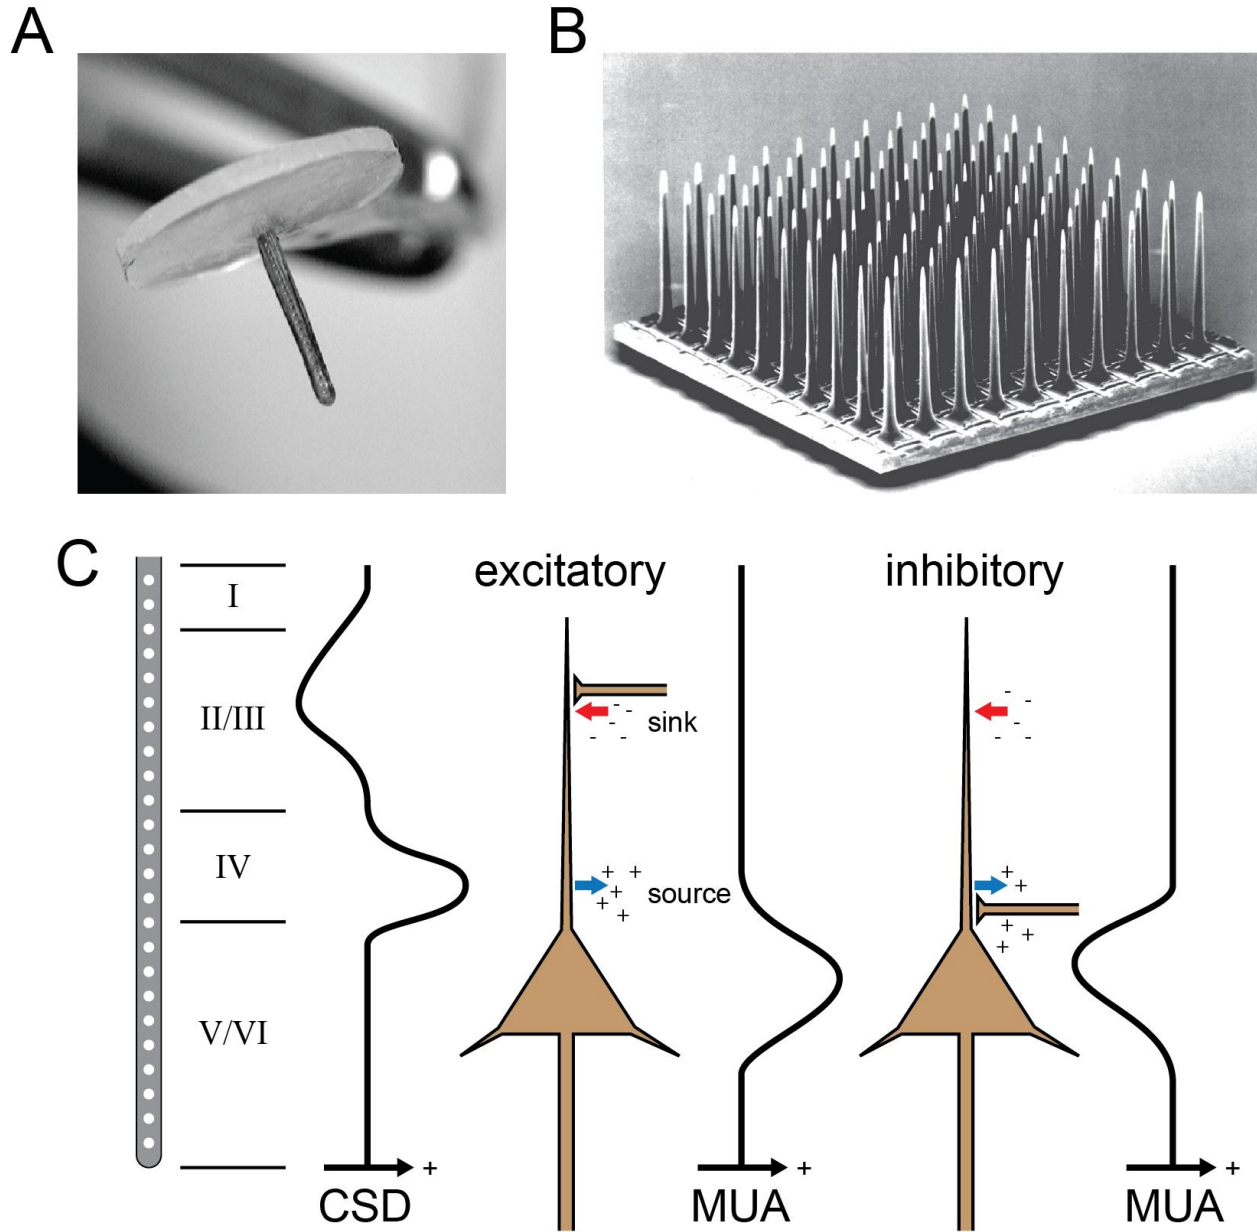 A
B
C
excitatory
inhibitory
I
II/III
sink
IV
source
V/VI
+
+
+
CSD
MUA
MUA